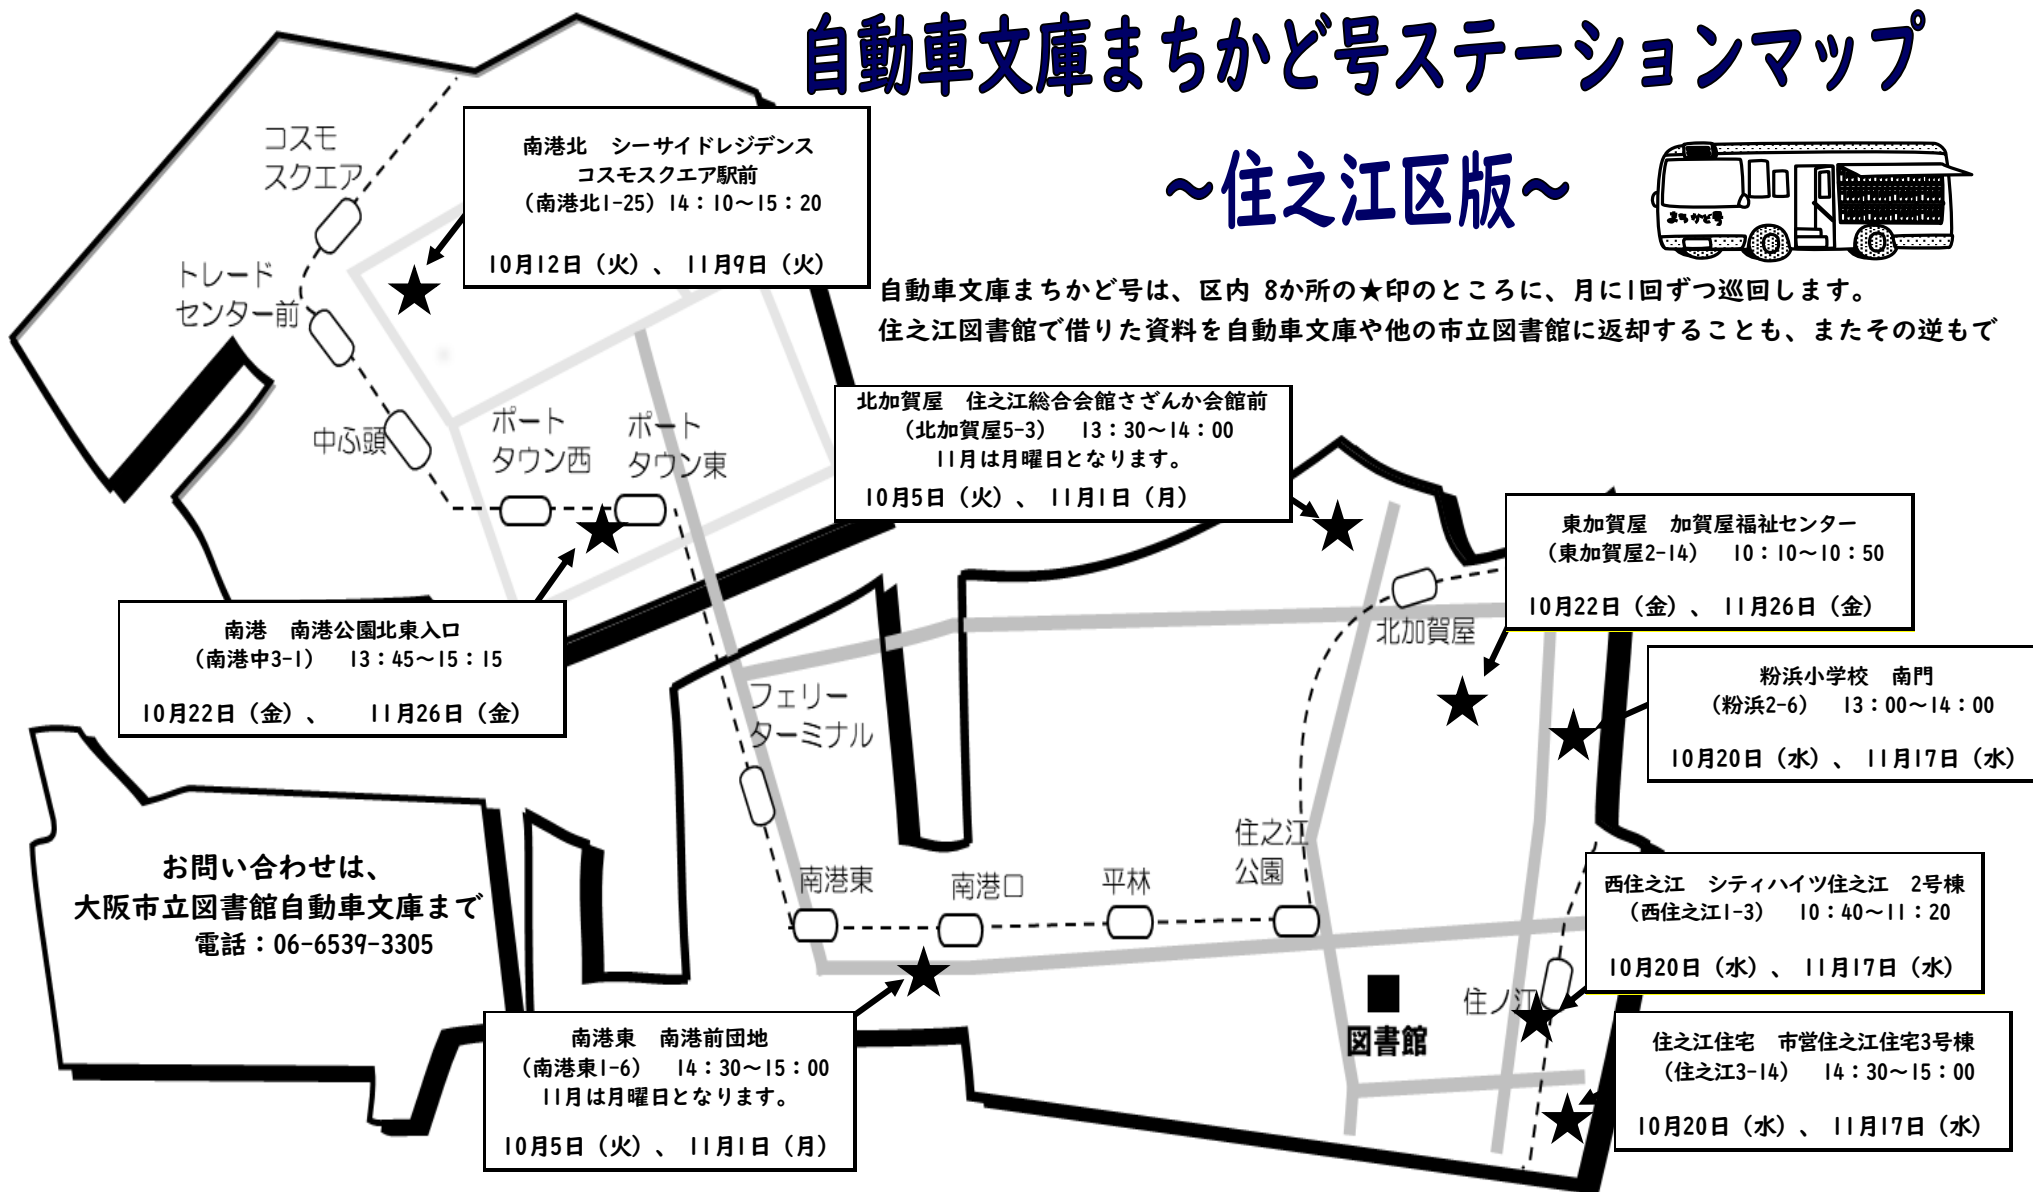 自動車文庫まちかど号ステーションマップ
～住之江区版～
まちかど号
自動車文庫まちかど号は、区内 8か所の★印のところに、月に1回ずつ巡回します。
住之江図書館で借りた資料を自動車文庫や他の市立図書館に返却することも、またその逆もで
南港北　シーサイドレジデンス
コスモスクエア駅前
（南港北1-25）14：10～15：20
10月12日（火）、 11月9日（火）
コスモ
スクエア
トレード
センター前
中ふ頭
ポート
タウン西
ポート
タウン東
北加賀屋　住之江総合会館さざんか会館前
（北加賀屋5-3）　13：30～14：00
11月は月曜日となります。
10月5日（火）、 11月1日（月）
東加賀屋　加賀屋福祉センター
（東加賀屋2-14）　10：10～10：50
10月22日（金）、 11月26日（金）
北加賀屋
南港　南港公園北東入口
（南港中3-1）　13：45～15：15
10月22日（金）、　11月26日（金）
粉浜小学校　南門
（粉浜2-6）　13：00～14：00
10月20日（水）、 11月17日（水）
フェリー
ターミナル
南港東
南港口
平林
住之江
公園
お問い合わせは、
大阪市立図書館自動車文庫まで
電話：06-6539-3305
西住之江　シティハイツ住之江　2号棟
（西住之江1-3）　10：40～11：20
10月20日（水）、 11月17日（水）
住ノ江
図書館
南港東　南港前団地
（南港東1-6）　14：30～15：00
11月は月曜日となります。
10月5日（火）、 11月1日（月）
住之江住宅　市営住之江住宅3号棟
（住之江3-14）　14：30～15：00
10月20日（水）、 11月17日（水）